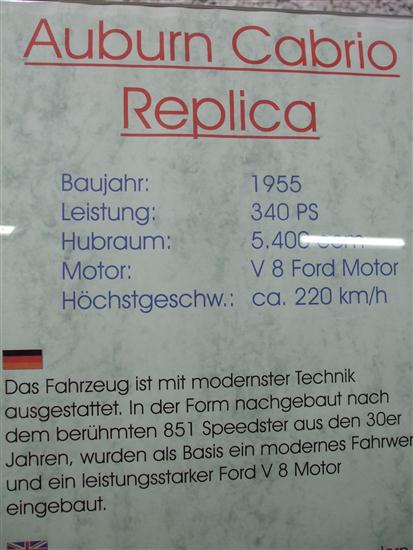 Auburn Cabrio
Replica
Baujahr: 1955
Leistung: 340 PS
Hubraum: 5.400 ccm
Motor: V 8 Ford Motor
Höchstgeschw.: ca. 220 km/h
Das Fahrzeug ist mit modernster Technik
ausgestattet. In der Form nachgebaut nach
dem berühmten 851 Speedster aus den 30er
Jahren, wurden als Basis ein modernes Fahrwer
und ein leistungsstarker Ford V 8 Motor
eingebaut.